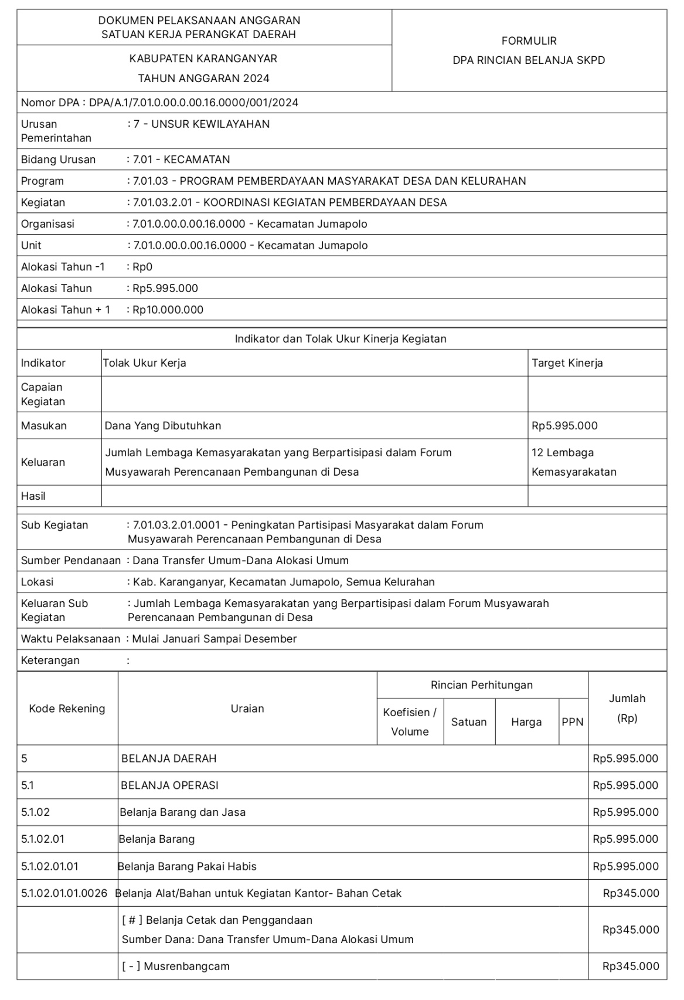 DOKUMEN PELAKSANAAN ANGGARAN
SATUAN KERJA PERANGKAT DAERAH
KABUPATEN KARANGANYAR
TAHUN ANGGARAN 2024
FORMULIR
DPA RINCIAN BELANJA SKPD
Nomor DPA : DPA/A.1/7.01.0.00.0.00.16.0000/001/2024
Urusan Pemerintahan : 7 - UNSUR KEWILAYAHAN
Bidang Urusan : 7.01 - KECAMATAN
Program : 7.01.03 - PROGRAM PEMBERDAYAAN MASYARAKAT DESA DAN KELURAHAN
Kegiatan : 7.01.03.2.01 - KOORDINASI KEGIATAN PEMBERDAYAAN DESA
Organisasi : 7.01.0.00.0.00.16.0000 - Kecamatan Jumapolo
Unit : 7.01.0.00.0.00.16.0000 - Kecamatan Jumapolo
Alokasi Tahun -1 : Rp0
Alokasi Tahun : Rp5.995.000
Alokasi Tahun + 1 : Rp10.000.000
Indikator dan Tolak Ukur Kinerja Kegiatan
Indikator Tolak Ukur Kerja Target Kinerja
Capaian
Kegiatan
Masukan Dana Yang Dibutuhkan Rp5.995.000
Keluaran
Jumlah Lembaga Kemasyarakatan yang Berpartisipasi dalam Forum
Musyawarah Perencanaan Pembangunan di Desa
12 Lembaga
Kemasyarakatan
Hasil
Sub Kegiatan : 7.01.03.2.01.0001 - Peningkatan Partisipasi Masyarakat dalam Forum
Musyawarah Perencanaan Pembangunan di Desa
Sumber Pendanaan : Dana Transfer Umum-Dana Alokasi Umum
Lokasi : Kab. Karanganyar, Kecamatan Jumapolo, Semua Kelurahan
Keluaran Sub Kegiatan : Jumlah Lembaga Kemasyarakatan yang Berpartisipasi dalam Forum Musyawarah
Perencanaan Pembangunan di Desa
Waktu Pelaksanaan : Mulai Januari Sampai Desember
Keterangan :
Kode Rekening
Uraian
Rincian Perhitungan
Koefisien /
Volume
Satuan
Harga
PPN
Jumlah
(Rp)
5 BELANJA DAERAH Rp5.995.000
5.1 BELANJA OPERASI Rp5.995.000
5.1.02 Belanja Barang dan Jasa Rp5.995.000
5.1.02.01 Belanja Barang Rp5.995.000
5.1.02.01.01 Belanja Barang Pakai Habis Rp5.995.000
5.1.02.01.01.0026 Belanja Alat/Bahan untuk Kegiatan Kantor- Bahan Cetak Rp345.000
[ # ] Belanja Cetak dan Penggandaan
Sumber Dana: Dana Transfer Umum-Dana Alokasi Umum
Rp345.000
[ - ] Musrenbangcam Rp345.000